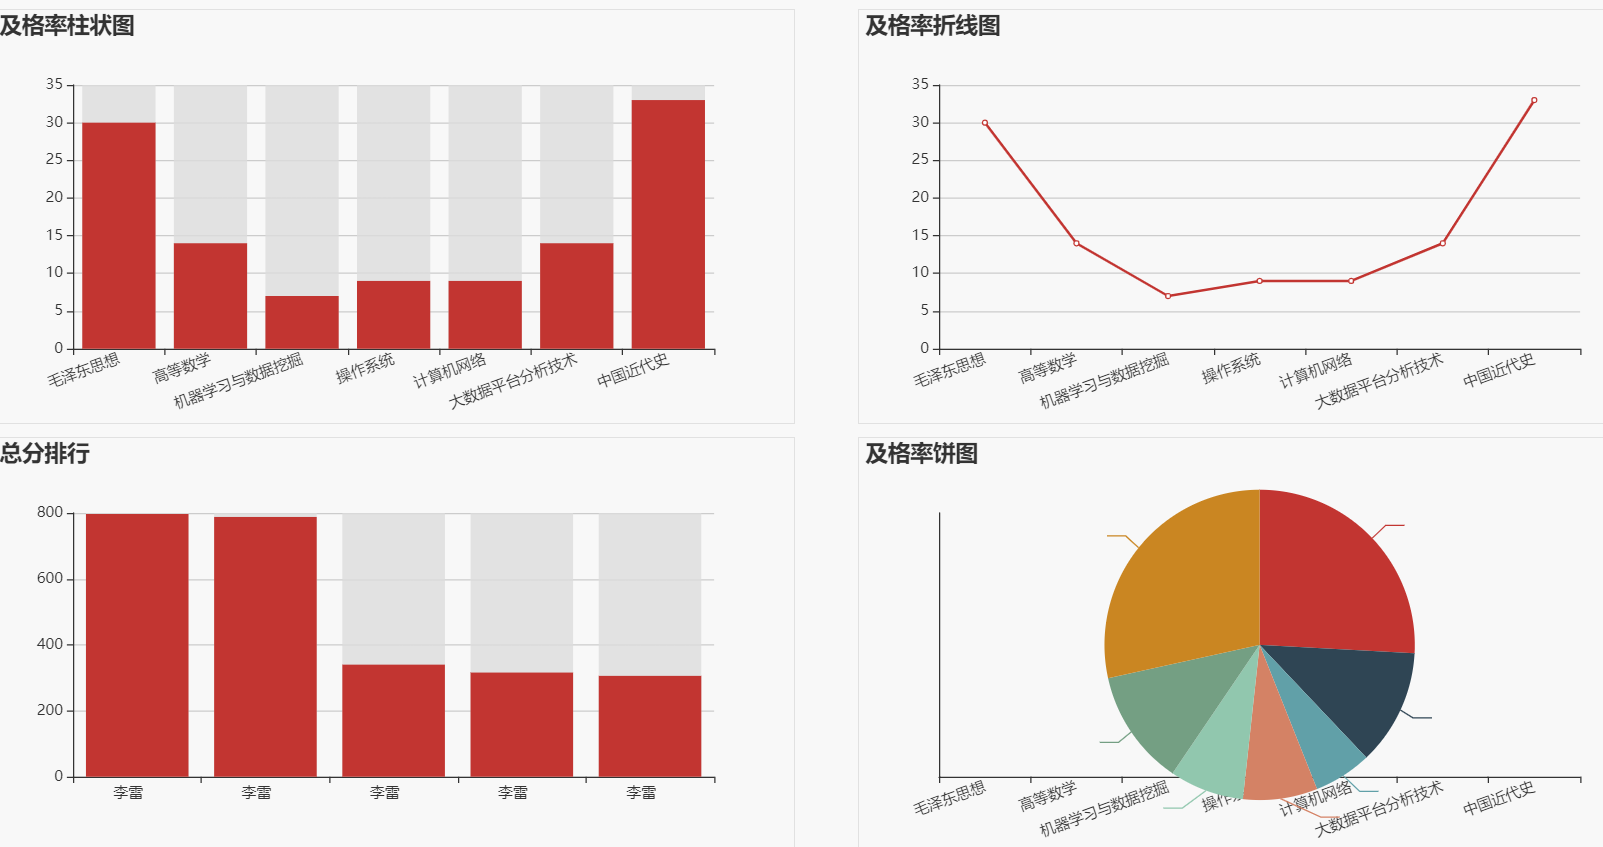 及格率柱状图
35
30
25
20
15
10
5
0
毛泽东思想
高等数学
机器学习与数据挖掘
操作系统
计算机网络
大数据平台分析技术
中国近代史
及格率折线图
35
30
25
20
15
10
5
0
毛泽东思想
高等数学
机器学习与数据挖掘
操作系统
计算机网络
大数据平台分析技术
中国近代史
总分排行
800
600
400
200
0
李雷
李雷
李雷
李雷
李雷
及格率饼图
毛泽东思想
高等数学
机器学习与数据挖掘
操作
计算机网络
大数据平台分析技术
中国近代史